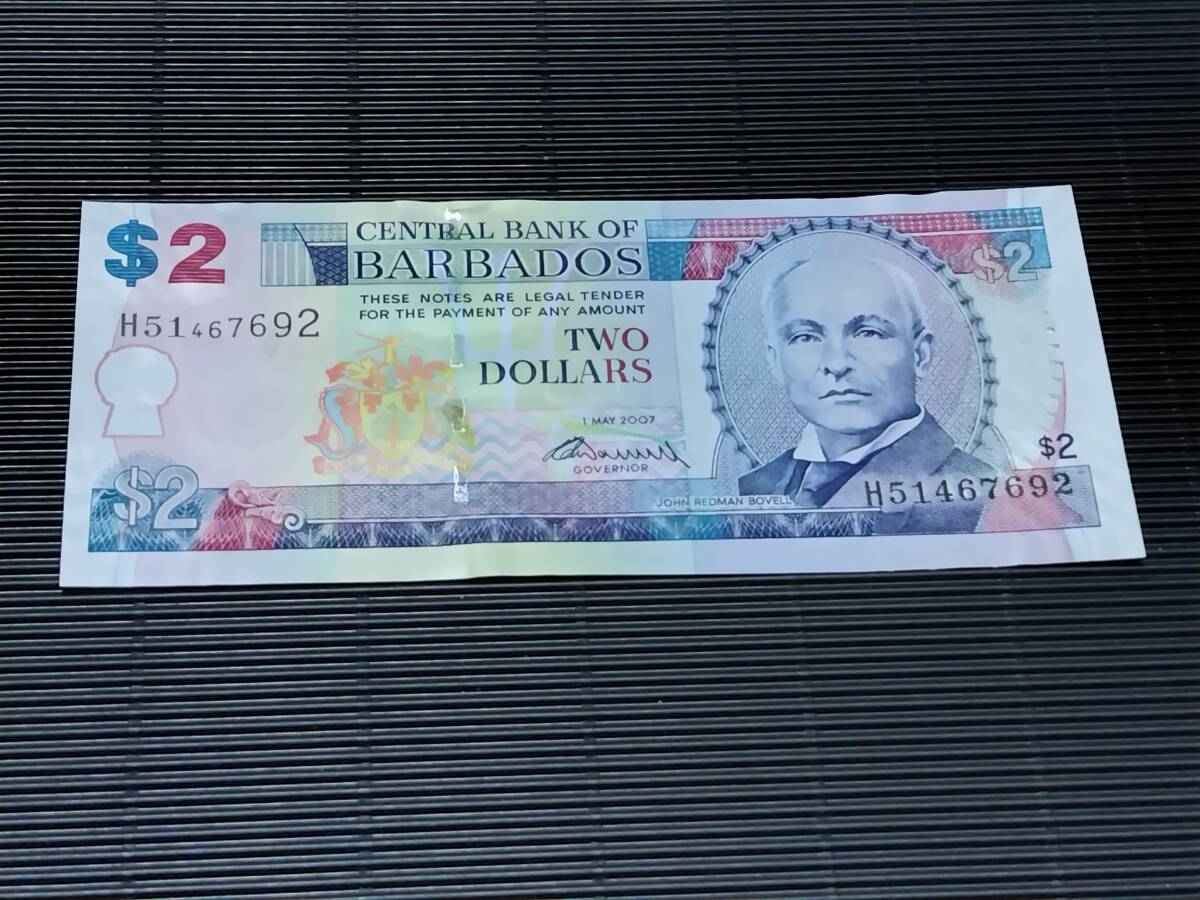 $2
CENTRAL BANK OF
BARBADOS
$2
THESE NOTES ARE LEGAL TENDER
FOR THE PAYMENT OF ANY AMOUNT
H51467692
TWO
DOLLARS
1 MAY 2007
GOVERNOR
$2
$2
H51467692
JOHN REDMAN BOVELL